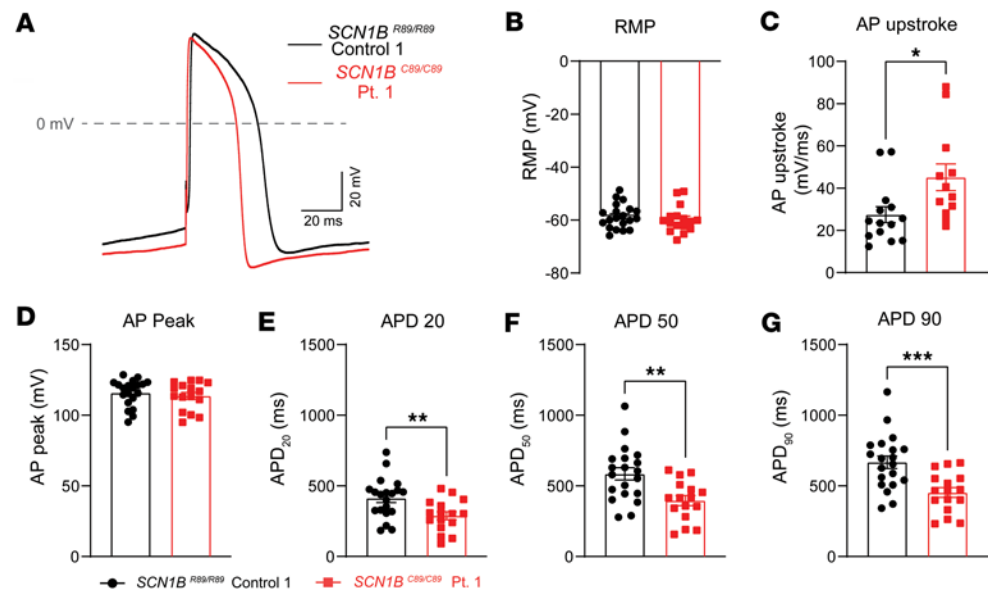 A
SCN1B R89/R89
Control 1
SCN1B C89/C89
Pt. 1
0 mV
20 mV
20 ms
B
RMP
RMP (mV)
0
-20
-40
-60
-80
C
AP upstroke
AP upstroke
(mV/ms)
100
80
60
40
20
0
*
D
AP Peak
AP peak (mV)
150
100
50
0
E
APD 20
APD20 (ms)
1500
1000
500
0
**
F
APD 50
APD50 (ms)
1500
1000
500
0
**
G
APD 90
APD90 (ms)
1500
1000
500
0
***
SCN1B R89/R89 Control 1
SCN1B C89/C89 Pt. 1